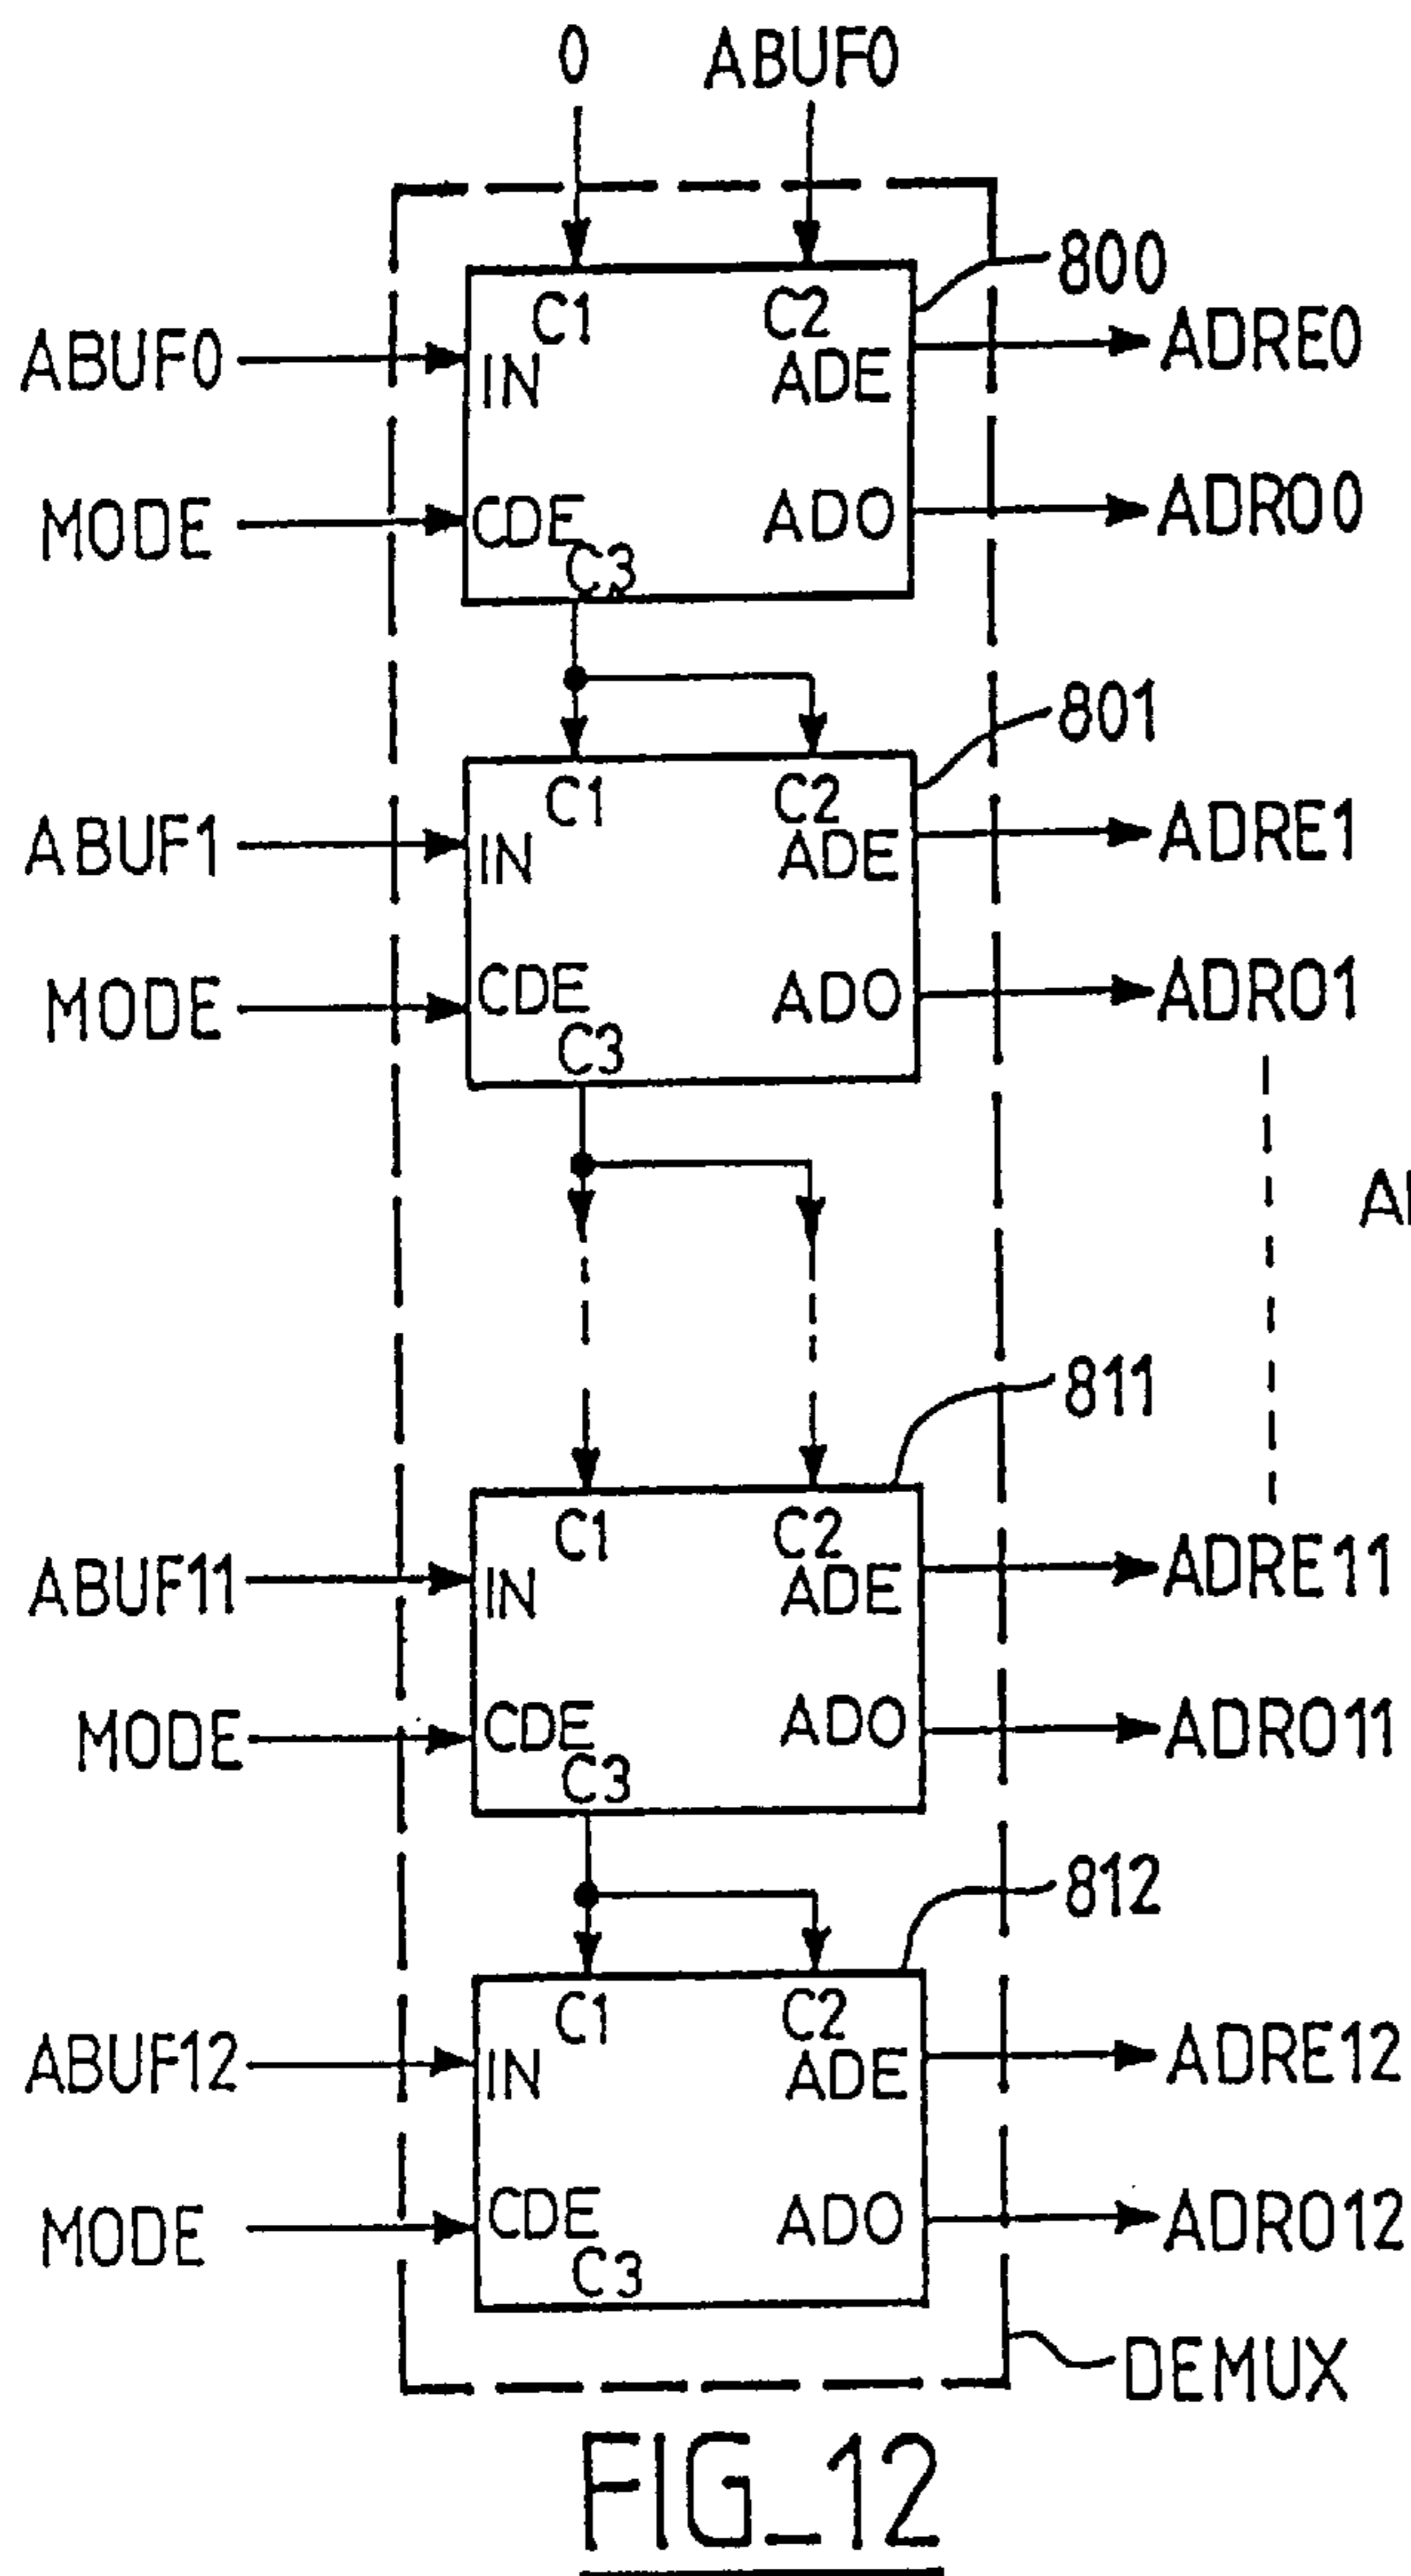 0 ABUF0
800
C1 C2
ABUF0 IN ADE ADRE0
MODE CDE ADO ADRO0
C3
801
C1 C2
ABUF1 IN ADE ADRE1
MODE CDE ADO ADRO1
C3
811
C1 C2
ABUF11 IN ADE ADRE11
MODE CDE ADO ADRO11
C3
812
C1 C2
ABUF12 IN ADE ADRE12
MODE CDE ADO ADRO12
C3
DEMUX
FIG_12